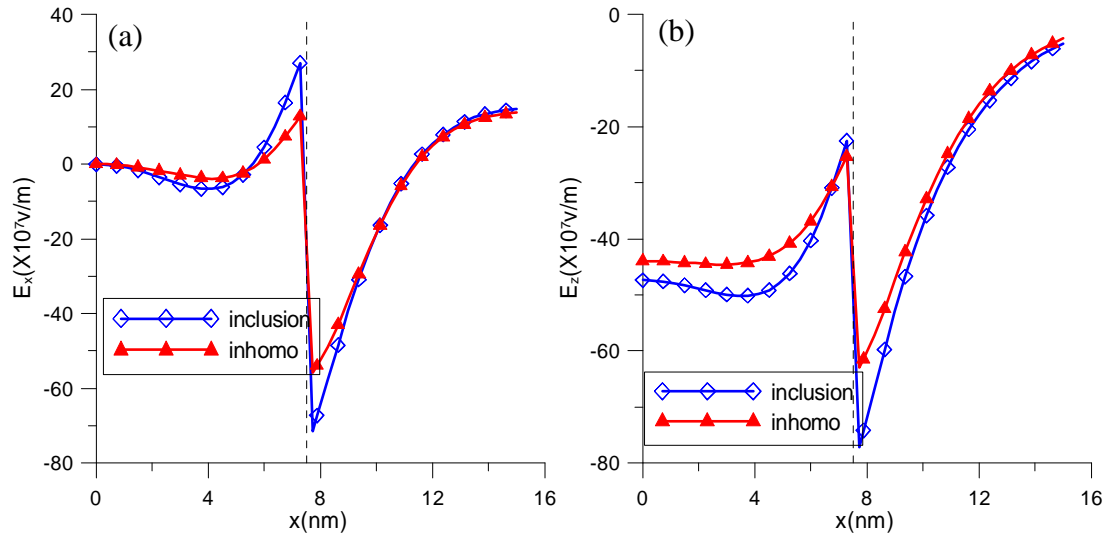 (a)
40
20
0
-20
-40
-60
-80
Eₓ(X10⁷v/m)
inclusion
inhomo
0 4 8 12 16
x(nm)
(b)
0
-20
-40
-60
-80
E_z(X10⁷v/m)
inclusion
inhomo
0 4 8 12 16
x(nm)